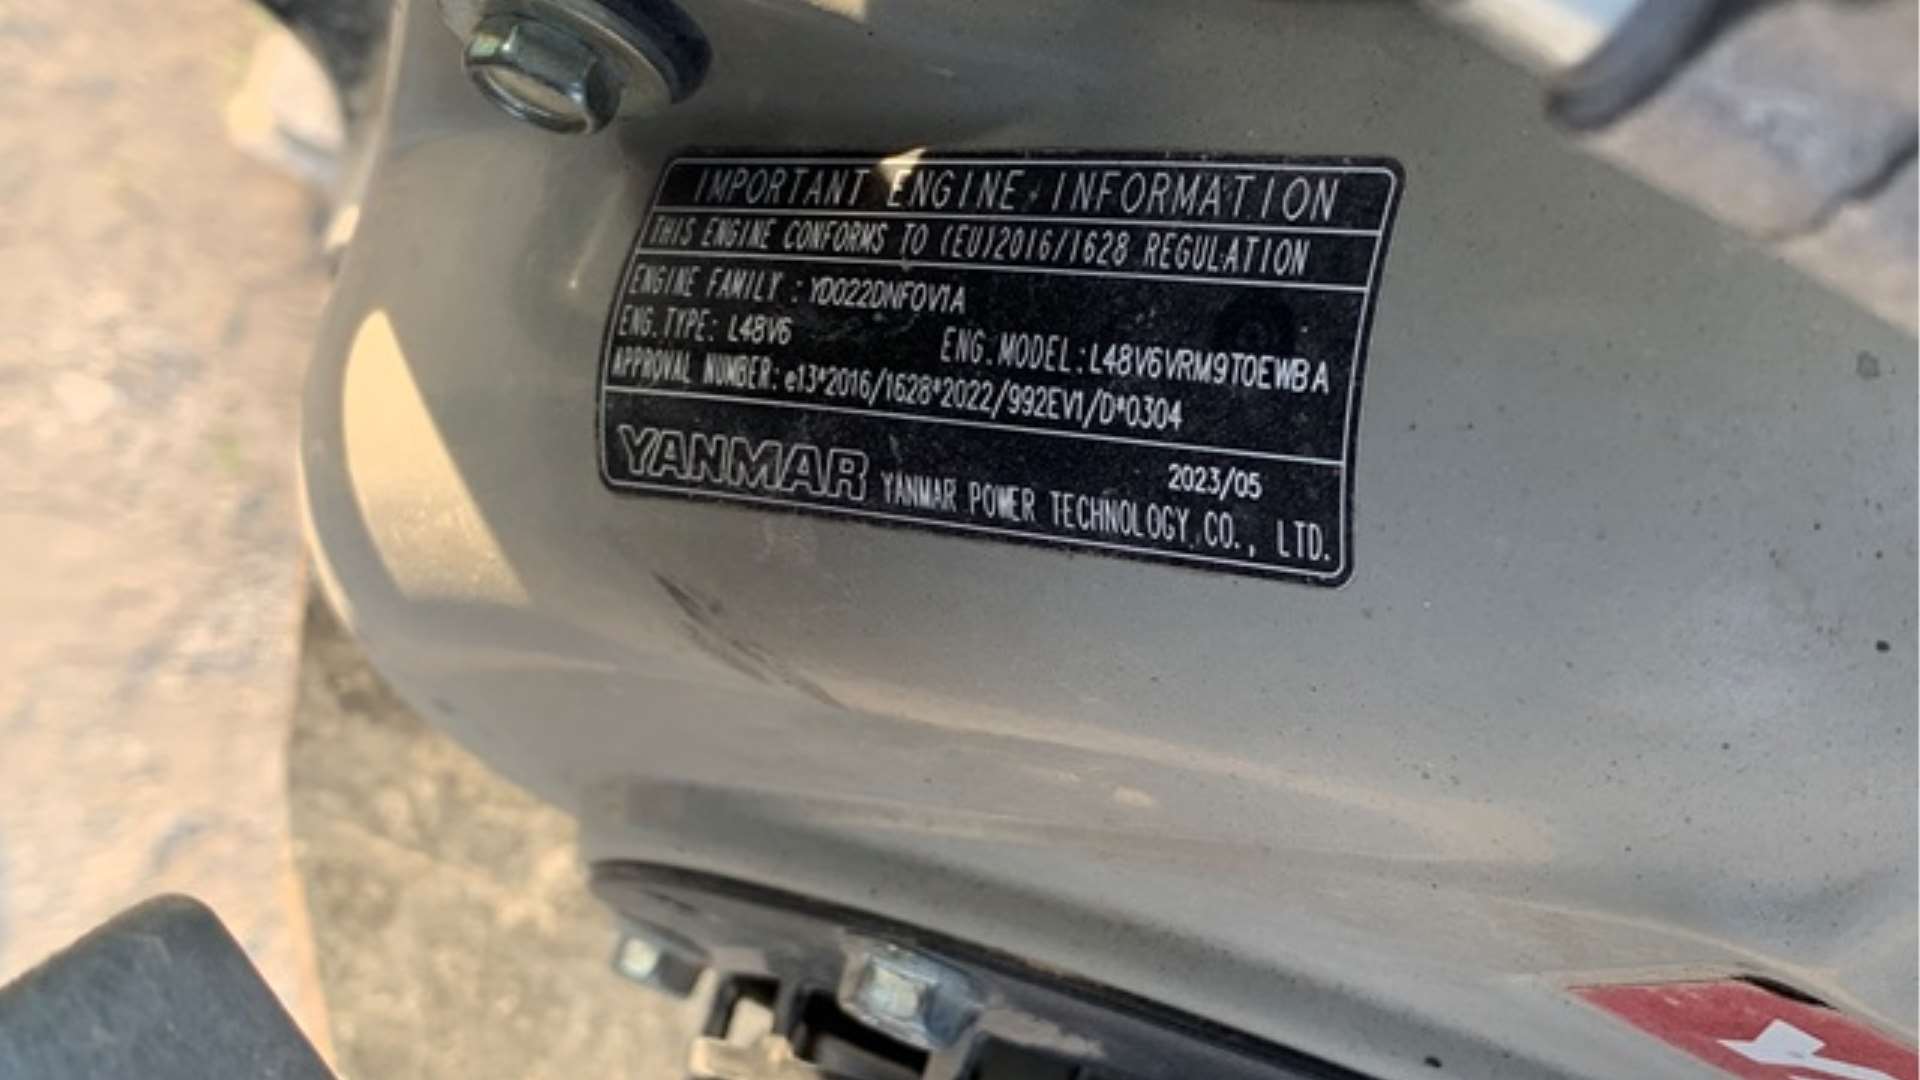 IMPORTANT ENGINE INFORMATION
THIS ENGINE CONFORMS TO (EU)2016/1628 REGULATION
ENGINE FAMILY : YDO22DNFOV1A
ENG.TYPE: L48V6 ENG.MODEL:L48V6VRM9T0EWBA
APPROVAL NUMBER: e13*2016/1628*2022/992EV1/D*0304
2023/05
YANMAR YANMAR POWER TECHNOLOGY CO., LTD.